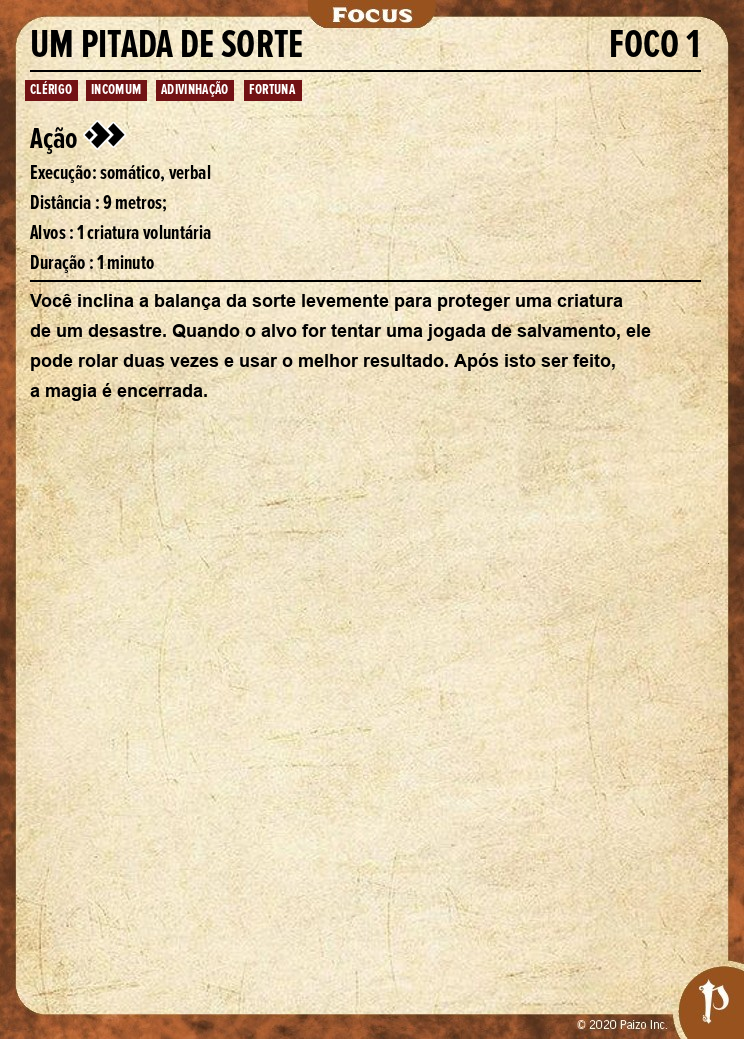 Focus
UM PITADA DE SORTE FOCO 1
CLÉRIGO INCOMUM ADIVINHAÇÃO FORTUNA
Ação
Execução: somático, verbal
Distância : 9 metros;
Alvos : 1 criatura voluntária
Duração : 1 minuto
Você inclina a balança da sorte levemente para proteger uma criatura
de um desastre. Quando o alvo for tentar uma jogada de salvamento, ele
pode rolar duas vezes e usar o melhor resultado. Após isto ser feito,
a magia é encerrada.
© 2020 Paizo Inc.
P